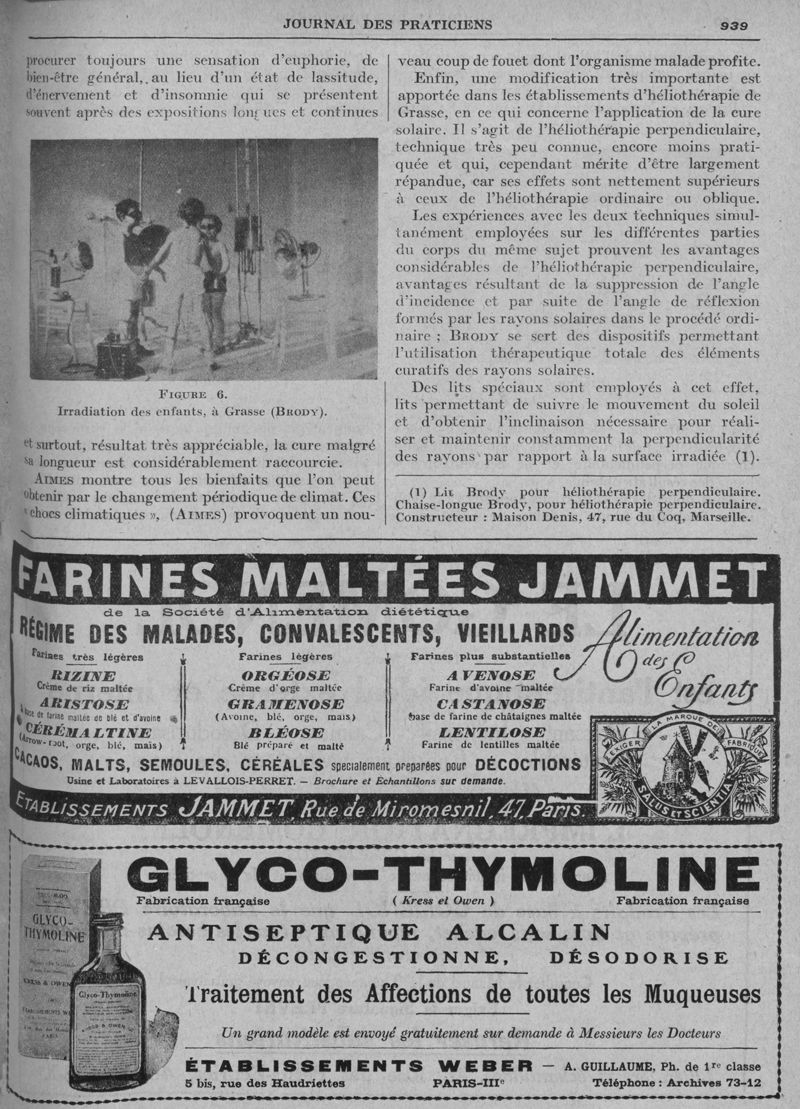 JOURNAL DES PRATICIENS
939
procurer toujours une sensation d'euphorie, de
bien-être général, au lieu d'un état de lassitude,
d'énervement et d'insomnie qui se présentent
souvent après des expositions longues et continues
FIGURE 6.
Irradiation des enfants, à Grasse (BRODY).
et surtout, résultat très appréciable, la cure malgré
sa longueur est considérablement raccourcie.
AIMES montre tous les bienfaits que l'on peut
obtenir par le changement périodique de climat. Ces
« chocs climatiques », (AIMES) provoquent un nou-
veau coup de fouet dont l'organisme malade profite.
Enfin, une modification très importante est
apportée dans les établissements d'héliothérapie de
Grasse, en ce qui concerne l'application de la cure
solaire. Il s'agit de l'héliothérapie perpendiculaire,
technique très peu connue, encore moins prati-
quée et qui, cependant mérite d'être largement
répandue, car ses effets sont nettement supérieurs
à ceux de l'héliothérapie ordinaire ou oblique.
Les expériences avec les deux techniques simul-
tanément employées sur les différentes parties
du corps du même sujet prouvent les avantages
considérables de l'héliothérapie perpendiculaire,
avantages résultant de la suppression de l'angle
d'incidence et par suite de l'angle de réflexion
formés par les rayons solaires dans le procédé ordi-
naire ; BRODY se sert des dispositifs permettant
l'utilisation thérapeutique totale des éléments
curatifs des rayons solaires.
Des lits spéciaux sont employés à cet effet,
lits permettant de suivre le mouvement du soleil
et d'obtenir l'inclinaison nécessaire pour réali-
ser et maintenir constamment la perpendicularité
des rayons par rapport à la surface irradiée (1).
(1) Lit Brody pour héliothérapie perpendiculaire.
Chaise-longue Brody, pour héliothérapie perpendiculaire.
Constructeur : Maison Denis, 47, rue du Coq, Marseille.
FARINES MALTÉES JAMMET
de la Société d'Alimentation diététique
RÉGIME DES MALADES, CONVALESCENTS, VIEILLARDS
Alimentation
des
Enfants
Farines très légères
RIZINE
Crème de riz maltée
ARISTOSE
à base de farine maltée de blé et d'avoine
CÉRÉMALTINE
(Arrow-root, orge, blé, maïs)
Farines légères
ORGÉOSE
Crème d'orge maltée
GRAMENOSE
(Avoine, blé, orge, maïs)
BLÉOSE
Blé préparé et malté
Farines plus substantielles
AVENOSE
Farine d'avoine maltée
CASTANOSE
à base de farine de châtaignes maltée
LENTILOSE
Farine de lentilles maltée
CACAOS, MALTS, SEMOULES, CÉRÉALES spécialement préparées pour DÉCOCTIONS
Usine et Laboratoires à LEVALLOIS-PERRET. — Brochure et Échantillons sur demande.
ÉTABLISSEMENTS JAMMET, Rue de Miromesnil, 47, Paris.
EXIGER LA MARQUE DE FABRIQUE
SALUS ET SCIENTIA
GLYCO-THYMOLINE
Fabrication française
( Kress et Owen )
Fabrication française
ANTISEPTIQUE ALCALIN
DÉCONGESTIONNE, DÉSODORISE
Traitement des Affections de toutes les Muqueuses
Un grand modèle est envoyé gratuitement sur demande à Messieurs les Docteurs
ÉTABLISSEMENTS WEBER — A. GUILLAUME, Ph. de 1re classe
5 bis, rue des Haudriettes
PARIS-IIIe
Téléphone : Archives 73-12
GLYCO-
THYMOLINE
KRESS & OWEN
Glyco-Thymoline
KRESS & OWEN